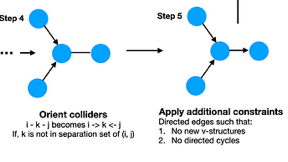 Step 4
Step 5
Orient colliders
i - k - j becomes i -> k <- j
If, k is not in separation set of (i, j)
Apply additional constraints
Directed edges such that:
1. No new v-structures
2. No directed cycles